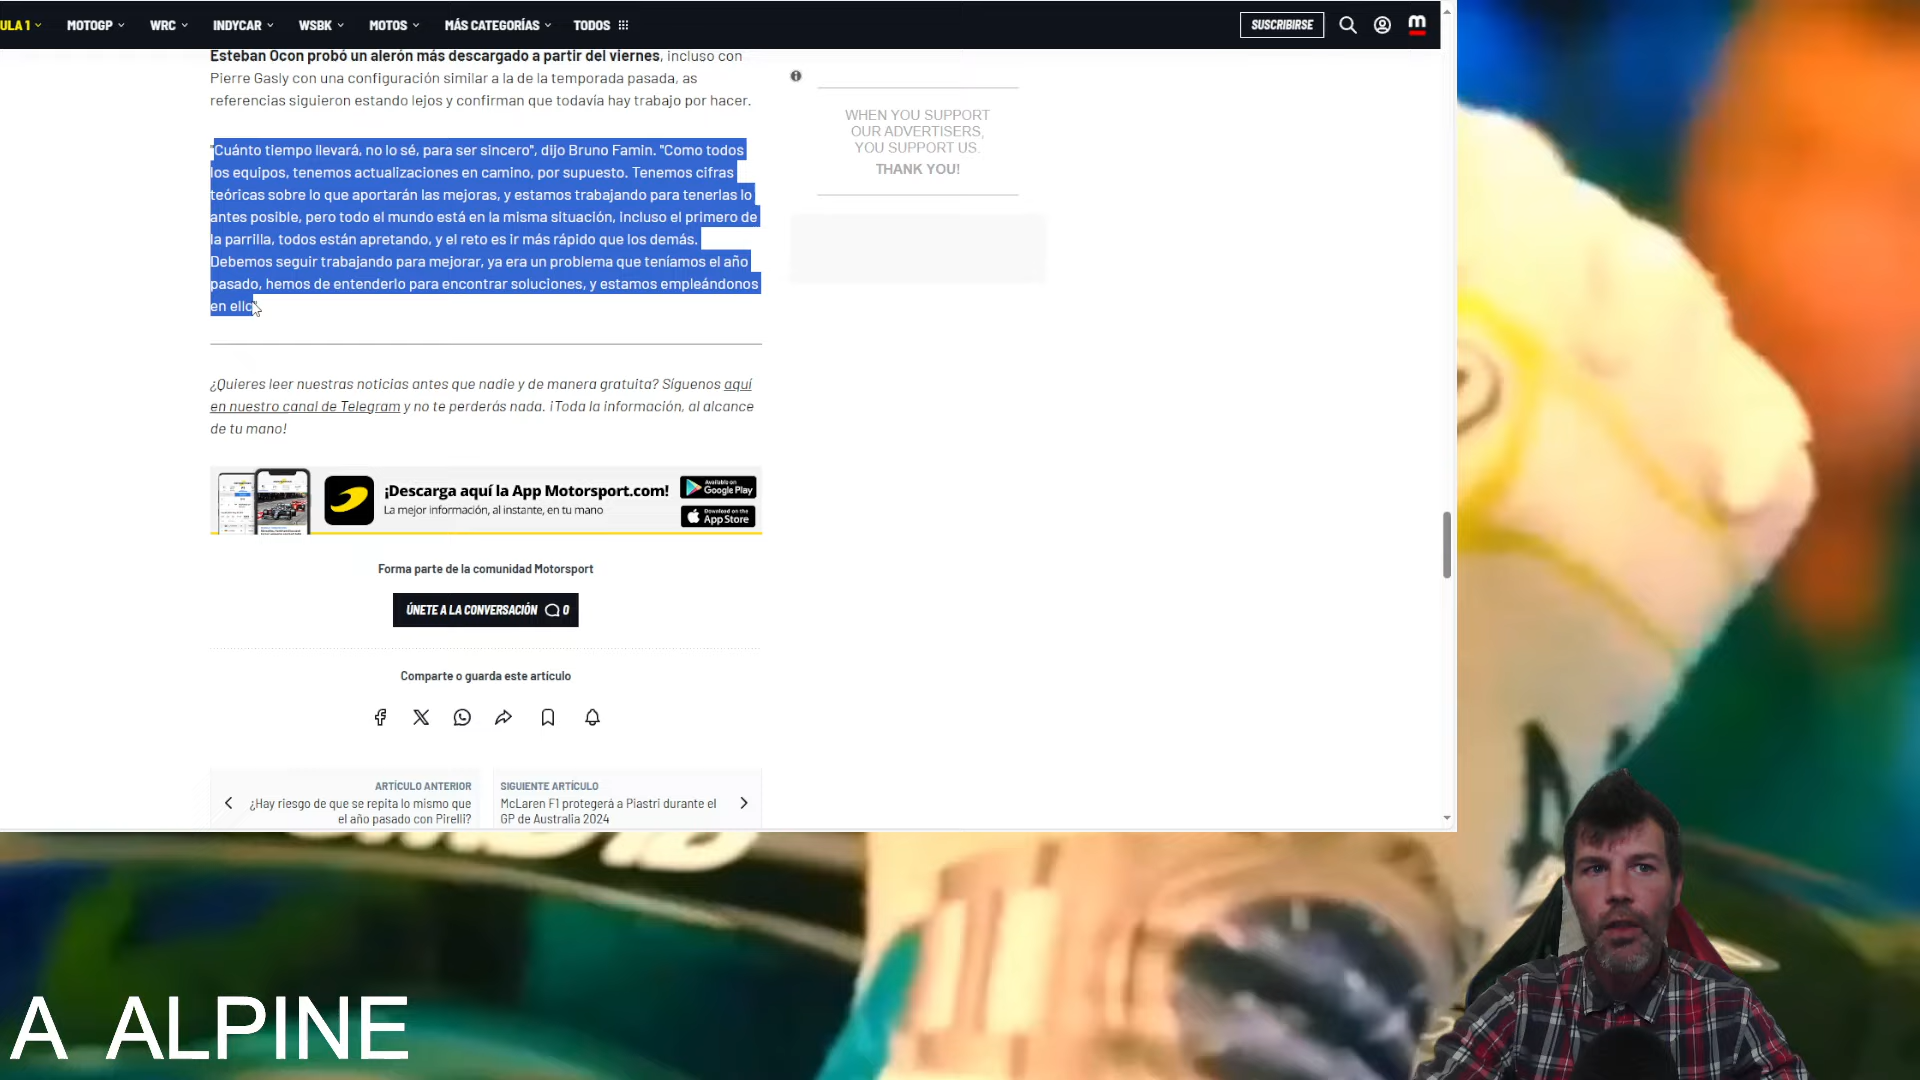 ULA 1
MOTOGP
WRC
INDYCAR
WSBK
MOTOS
MÁS CATEGORÍAS
TODOS
SUSCRIBIRSE
m
Esteban Ocon probó un alerón más descargado a partir del viernes, incluso con
Pierre Gasly con una configuración similar a la de la temporada pasada, as
referencias siguieron estando lejos y confirman que todavía hay trabajo por hacer.
"Cuánto tiempo llevará, no lo sé, para ser sincero", dijo Bruno Famin. "Como todos
los equipos, tenemos actualizaciones en camino, por supuesto. Tenemos cifras
teóricas sobre lo que aportarán las mejoras, y estamos trabajando para tenerlas lo
antes posible, pero todo el mundo está en la misma situación, incluso el primero de
la parrilla, todos están apretando, y el reto es ir más rápido que los demás.
Debemos seguir trabajando para mejorar, ya era un problema que teníamos el año
pasado, hemos de entenderlo para encontrar soluciones, y estamos empleándonos
en ello"
WHEN YOU SUPPORT
OUR ADVERTISERS,
YOU SUPPORT US.
THANK YOU!
¿Quieres leer nuestras noticias antes que nadie y de manera gratuita? Síguenos aquí
en nuestro canal de Telegram y no te perderás nada. ¡Toda la información, al alcance
de tu mano!
¡Descarga aquí la App Motorsport.com!
La mejor información, al instante, en tu mano
Available on
Google Play
Download on the
App Store
Forma parte de la comunidad Motorsport
ÚNETE A LA CONVERSACIÓN 0
Comparte o guarda este artículo
ARTÍCULO ANTERIOR
¿Hay riesgo de que se repita lo mismo que
el año pasado con Pirelli?
SIGUIENTE ARTÍCULO
McLaren F1 protegerá a Piastri durante el
GP de Australia 2024
A ALPINE